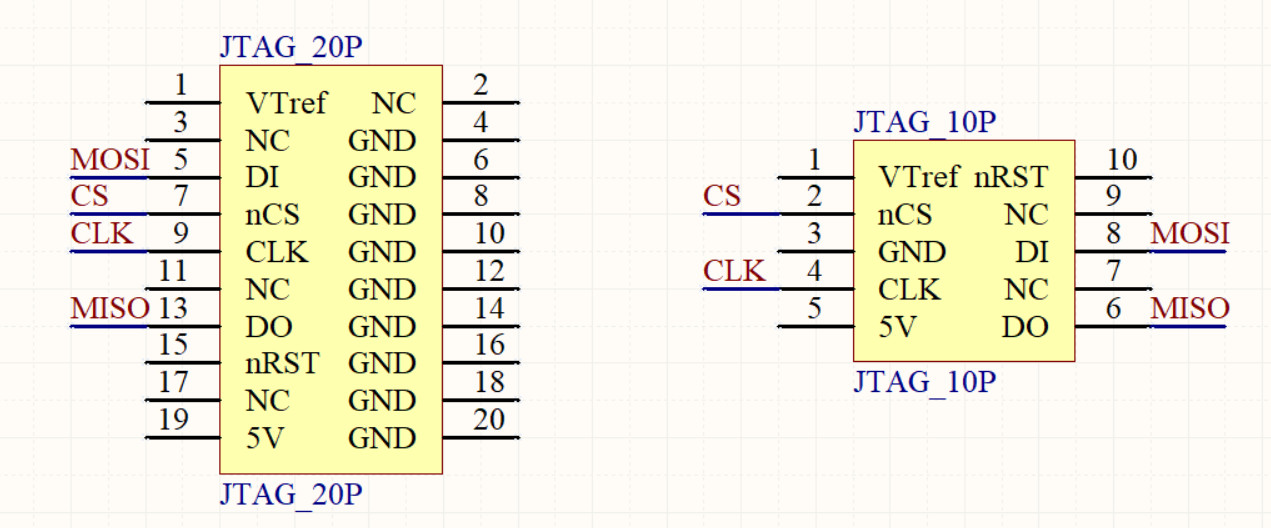 JTAG_20P
1 VTref NC 2
3 NC GND 4
MOSI 5 DI GND 6
CS 7 nCS GND 8
CLK 9 CLK GND 10
11 NC GND 12
MISO 13 DO GND 14
15 nRST GND 16
17 NC GND 18
19 5V GND 20
JTAG_20P
JTAG_10P
1 VTref nRST 10
CS 2 nCS NC 9
3 GND DI 8 MOSI
CLK 4 CLK NC 7
5 5V DO 6 MISO
JTAG_10P